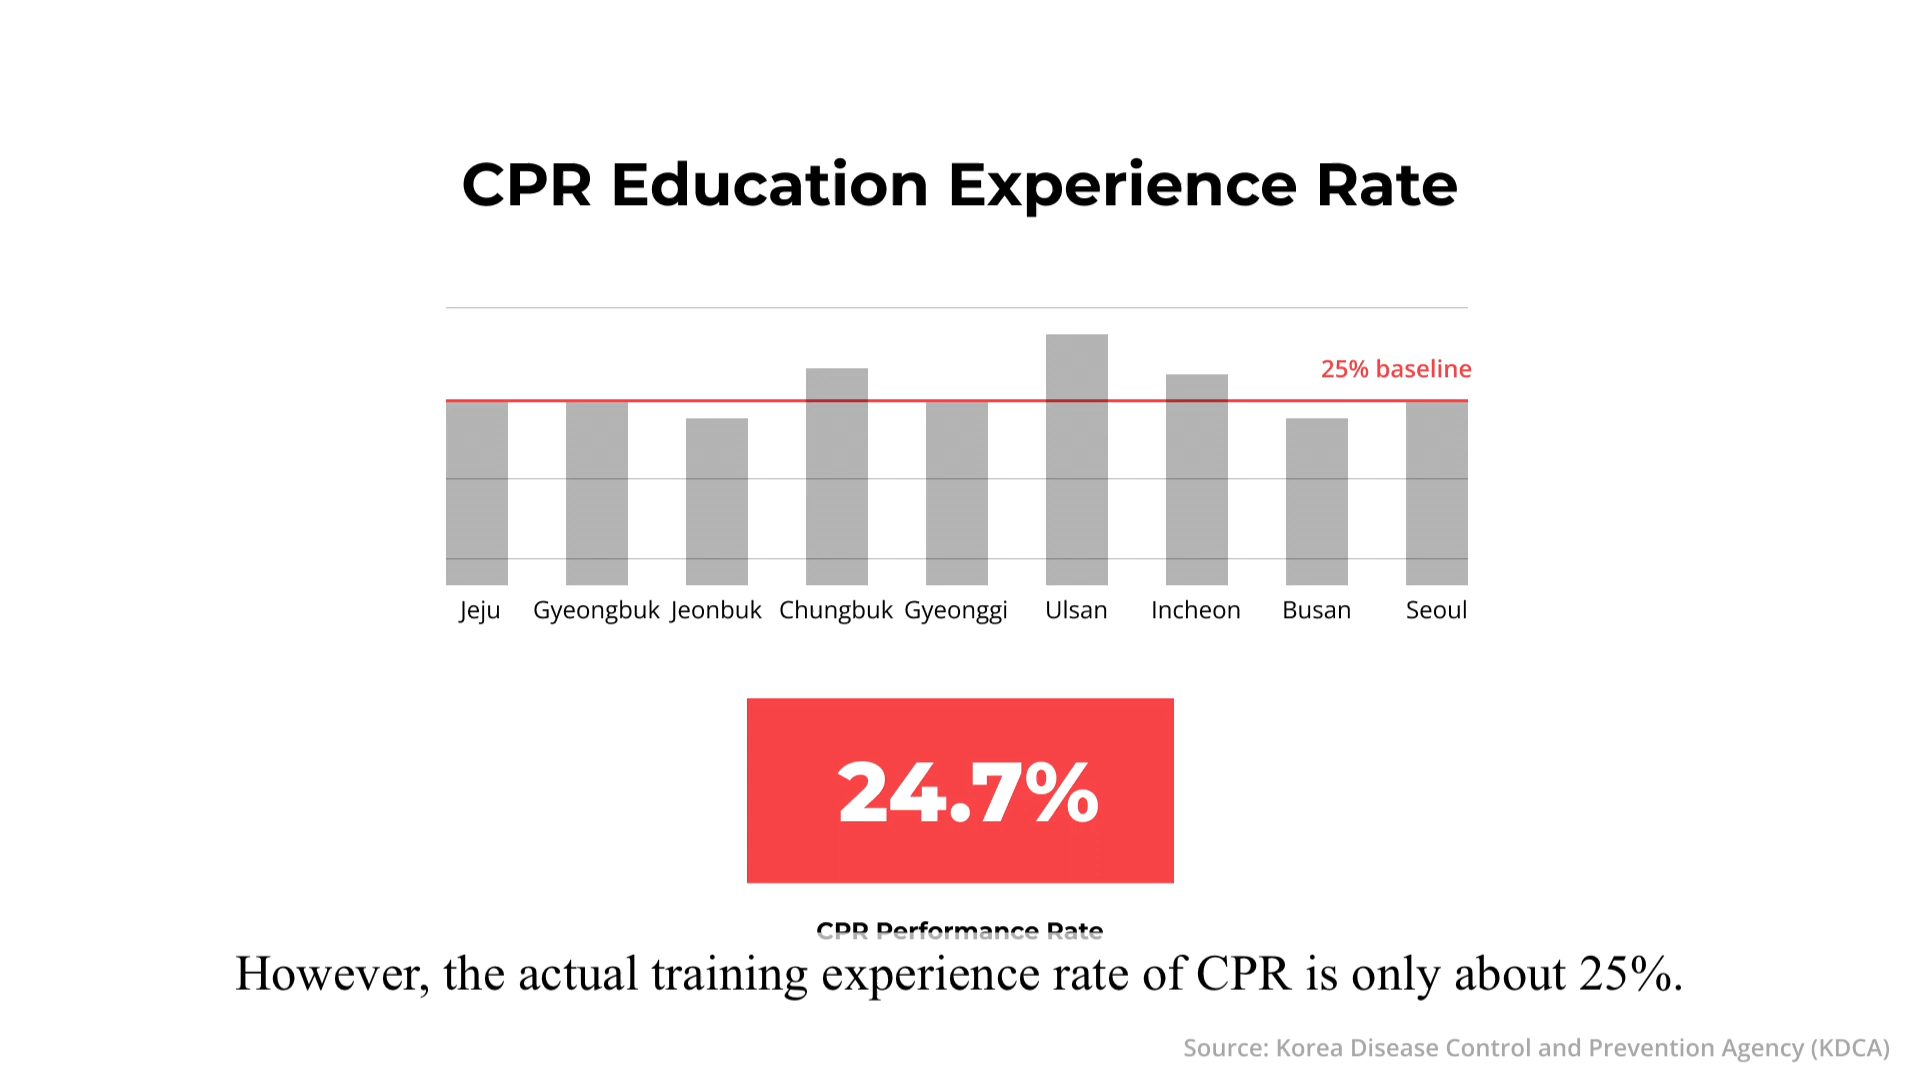 CPR Education Experience Rate
25% baseline
Jeju Gyeongbuk Jeonbuk Chungbuk Gyeonggi Ulsan Incheon Busan Seoul
24.7%
CPR Performance Rate
However, the actual training experience rate of CPR is only about 25%.
Source: Korea Disease Control and Prevention Agency (KDCA)